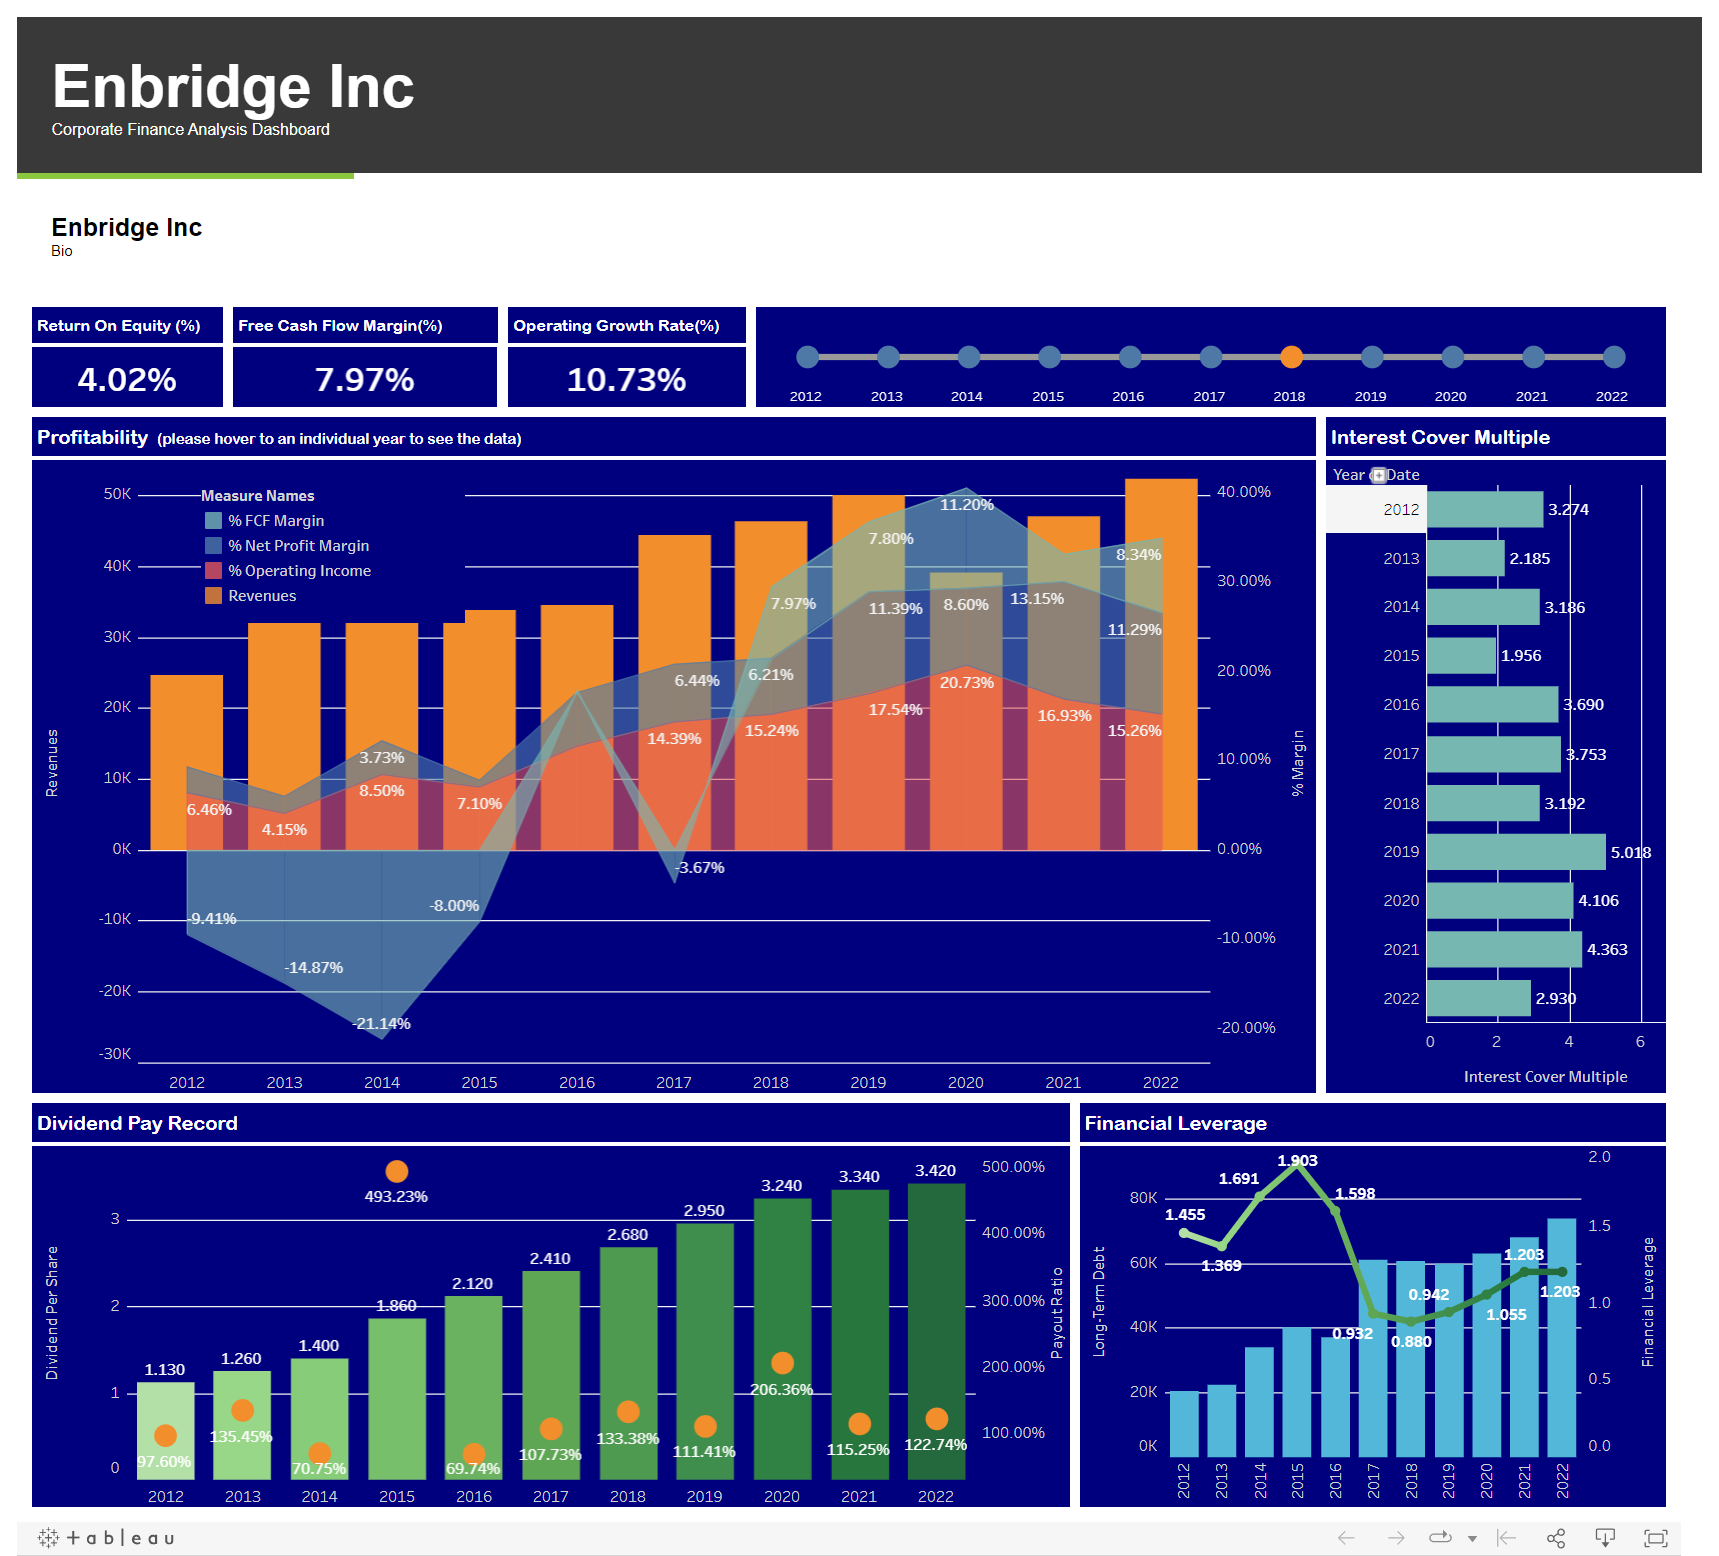 Enbridge Inc
Corporate Finance Analysis Dashboard
Enbridge Inc
Bio
Return On Equity (%)
4.02%
Free Cash Flow Margin(%)
7.97%
Operating Growth Rate(%)
10.73%
2012 2013 2014 2015 2016 2017 2018 2019 2020 2021 2022
Profitability (please hover to an individual year to see the data)
Measure Names
% FCF Margin
% Net Profit Margin
% Operating Income
Revenues
Revenues
50K
40K
30K
20K
10K
0K
-10K
-20K
-30K
6.46%
-9.41%
4.15%
-14.87%
3.73%
8.50%
-21.14%
7.10%
-8.00%
6.44%
14.39%
-3.67%
7.97%
6.21%
15.24%
7.80%
11.39%
17.54%
11.20%
8.60%
20.73%
13.15%
16.93%
8.34%
11.29%
15.26%
40.00%
30.00%
20.00%
10.00%
0.00%
-10.00%
-20.00%
% Margin
2012 2013 2014 2015 2016 2017 2018 2019 2020 2021 2022
Interest Cover Multiple
Year Date
2012 3.274
2013 2.185
2014 3.186
2015 1.956
2016 3.690
2017 3.753
2018 3.192
2019 5.018
2020 4.106
2021 4.363
2022 2.930
0 2 4 6
Interest Cover Multiple
Dividend Pay Record
Dividend Per Share
3
2
1
0
1.130
97.60%
1.260
135.45%
1.400
70.75%
493.23%
1.860
2.120
69.74%
2.410
107.73%
2.680
133.38%
2.950
111.41%
3.240
206.36%
3.340
115.25%
3.420
122.74%
500.00%
400.00%
300.00%
200.00%
100.00%
Payout Ratio
2012 2013 2014 2015 2016 2017 2018 2019 2020 2021 2022
Financial Leverage
Long-Term Debt
80K
60K
40K
20K
0K
1.455
1.369
1.691
1.903
1.598
0.932
0.880
0.942
1.055
1.203
1.203
2.0
1.5
1.0
0.5
0.0
Financial Leverage
2012 2013 2014 2015 2016 2017 2018 2019 2020 2021 2022
+ableau